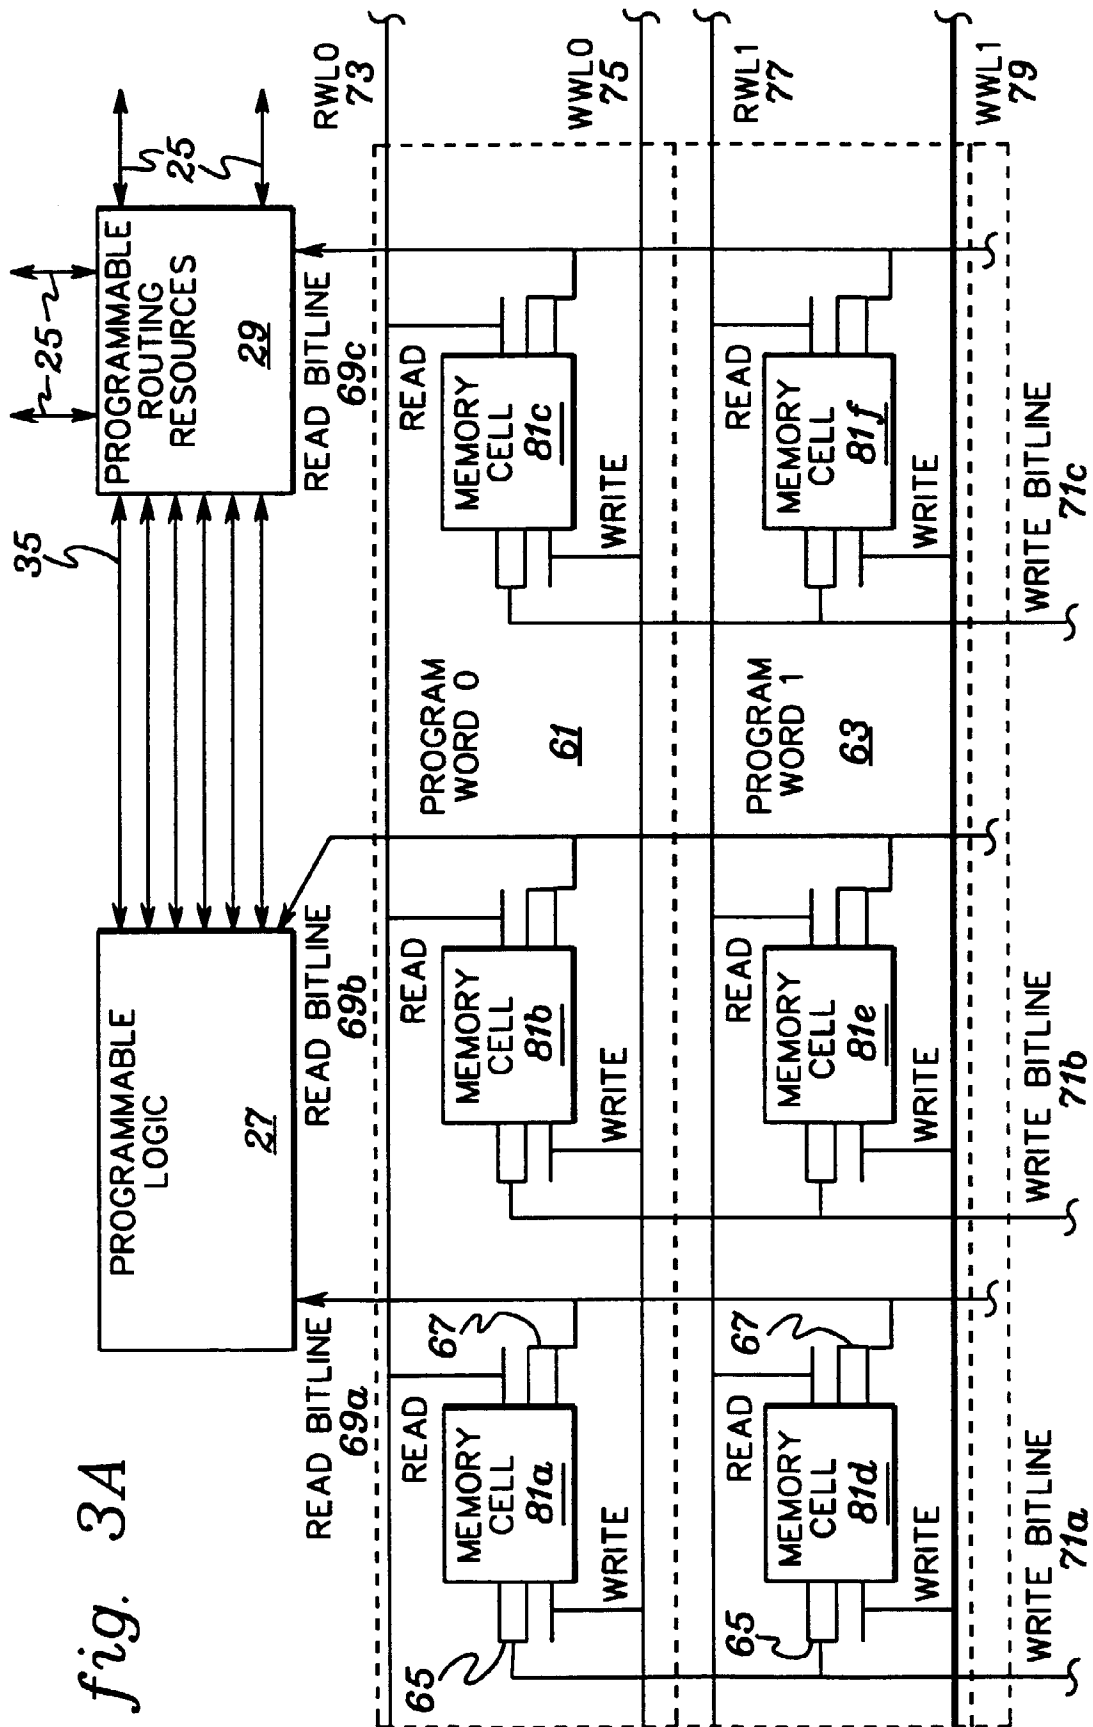 fig. 3A
PROGRAMMABLE
LOGIC
27
35
PROGRAMMABLE
ROUTING
RESOURCES
29
25
25
READ BITLINE
69a
READ BITLINE
69b
READ BITLINE
69c
RWL0
73
READ
67
READ
READ
MEMORY
CELL
81a
MEMORY
CELL
81b
PROGRAM
WORD 0
61
MEMORY
CELL
81c
65
WRITE
WRITE
WRITE
WWL0
75
RWL1
77
READ
67
READ
READ
MEMORY
CELL
81d
MEMORY
CELL
81e
PROGRAM
WORD 1
63
MEMORY
CELL
81f
65
WRITE
WRITE
WRITE
WWL1
79
WRITE BITLINE
71a
WRITE BITLINE
71b
WRITE BITLINE
71c